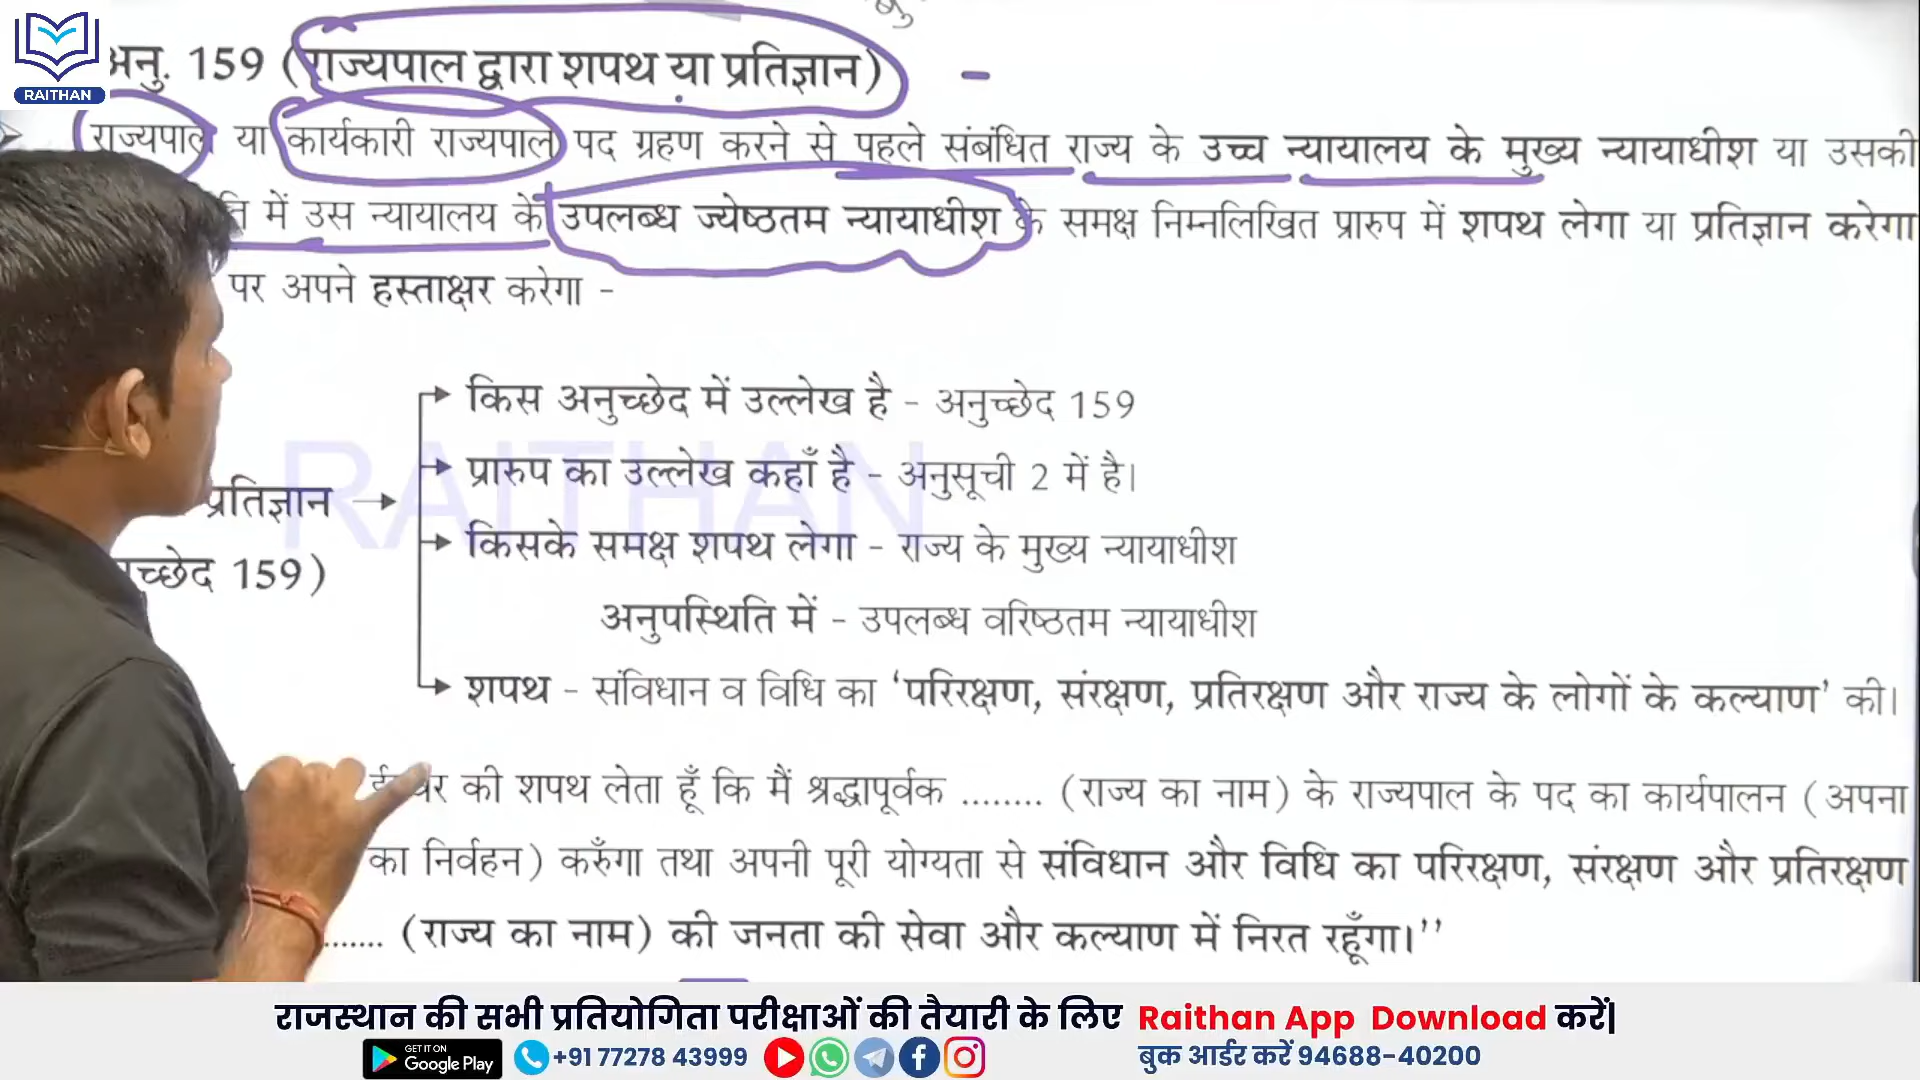 RAITHAN
अनु. 159 (राज्यपाल द्वारा शपथ या प्रतिज्ञान) -
राज्यपाल या कार्यकारी राज्यपाल पद ग्रहण करने से पहले संबंधित राज्य के उच्च न्यायालय के मुख्य न्यायाधीश या उसकी
में उस न्यायालय के उपलब्ध ज्येष्ठतम न्यायाधीश के समक्ष निम्नलिखित प्रारुप में शपथ लेगा या प्रतिज्ञान करेगा
पर अपने हस्ताक्षर करेगा -
किस अनुच्छेद में उल्लेख है - अनुच्छेद 159
प्रारुप का उल्लेख कहाँ है - अनुसूची 2 में है।
RAITHAN
प्रतिज्ञान
किसके समक्ष शपथ लेगा - राज्य के मुख्य न्यायाधीश
159)
अनुपस्थिति में - उपलब्ध वरिष्ठतम न्यायाधीश
शपथ - संविधान व विधि का 'परिरक्षण, संरक्षण, प्रतिरक्षण और राज्य के लोगों के कल्याण' की।
की शपथ लेता हूँ कि मैं श्रद्धापूर्वक ........ (राज्य का नाम) के राज्यपाल के पद का कार्यपालन (अपना
का निर्वहन) करुँगा तथा अपनी पूरी योग्यता से संविधान और विधि का परिरक्षण, संरक्षण और प्रतिरक्षण
....... (राज्य का नाम) की जनता की सेवा और कल्याण में निरत रहूँगा।''
राजस्थान की सभी प्रतियोगिता परीक्षाओं की तैयारी के लिए Raithan App Download करें|
GET IT ON Google Play +91 77278 43999 बुक आर्डर करें 94688-40200